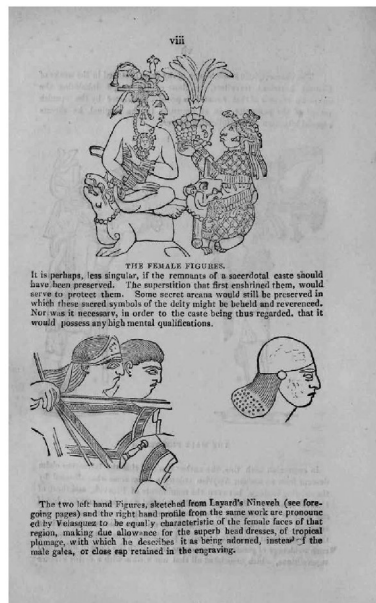 viii
THE FEMALE FIGURES.
It is perhaps, less singular, if the remnants of a sacerdotal caste should
have been preserved. The superstition that first enshrined them, would
serve to protect them. Some secret arcana would still be preserved in
which these sacred symbols of the deity might be beheld and reverenced.
Nor was it necessary, in order to the caste being thus regarded, that it
would possess any high mental qualifications.
The two left hand Figures, sketched from Layard's Nineveh (see fore-
going pages) and the right hand profile from the same work are pronounc
ed by Velasquez to be equally characteristic of the female faces of that
region, making due allowance for the superb head dresses, of tropical
plumage, with which he describes it as being adorned, instead f the
male galea, or close cap retained in the engraving.